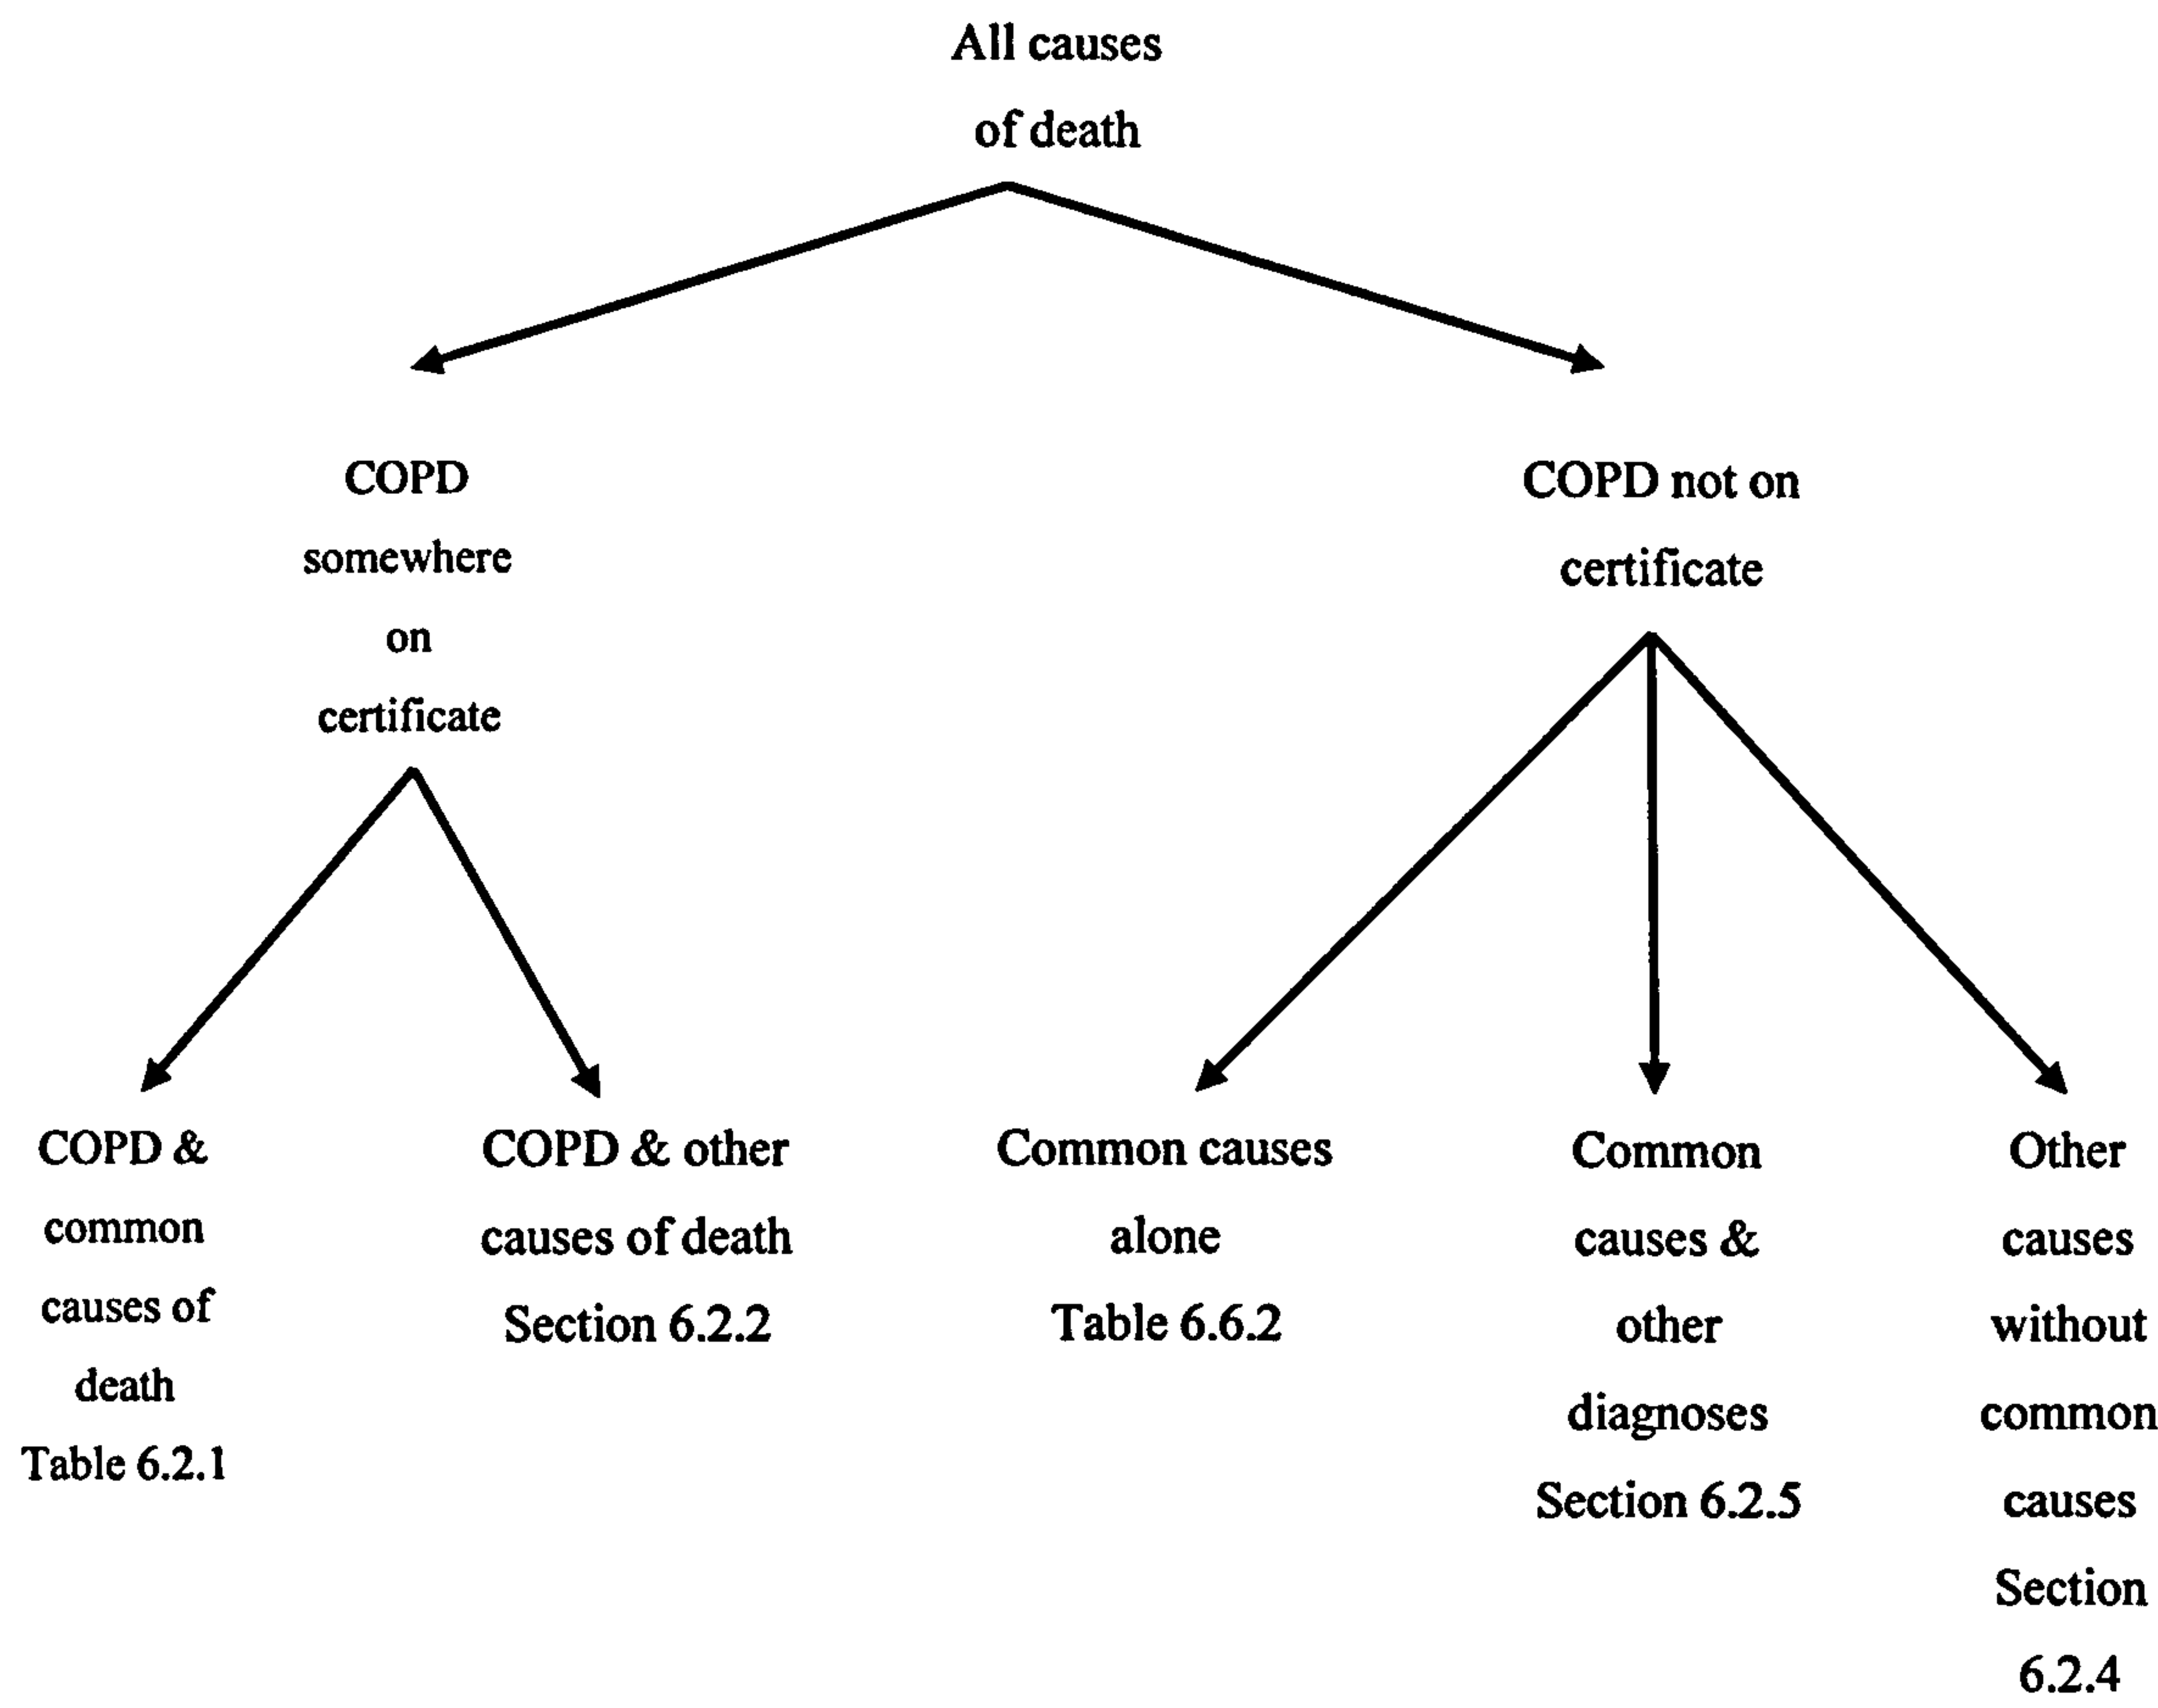 All causes
of death
COPD
somewhere
on
certificate
COPD not on
certificate
COPD &
common
causes of
death
Table 6.2.1
COPD & other
causes of death
Section 6.2.2
Common causes
alone
Table 6.6.2
Common
causes &
other
diagnoses
Section 6.2.5
Other
causes
without
common
causes
Section
6.2.4